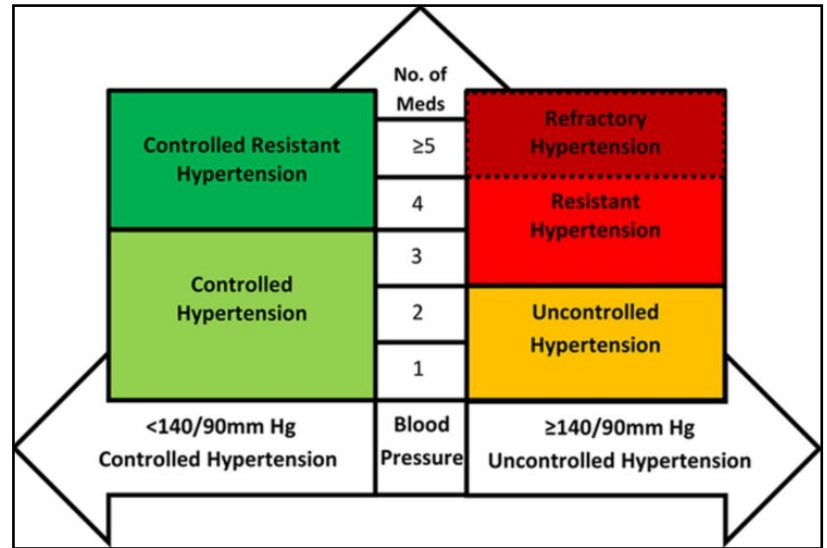 No. of
Meds
Controlled Resistant
Hypertension
≥5
Refractory
Hypertension
4
Resistant
Hypertension
3
Controlled
Hypertension
2
Uncontrolled
Hypertension
1
<140/90mm Hg
Controlled Hypertension
Blood
Pressure
≥140/90mm Hg
Uncontrolled Hypertension